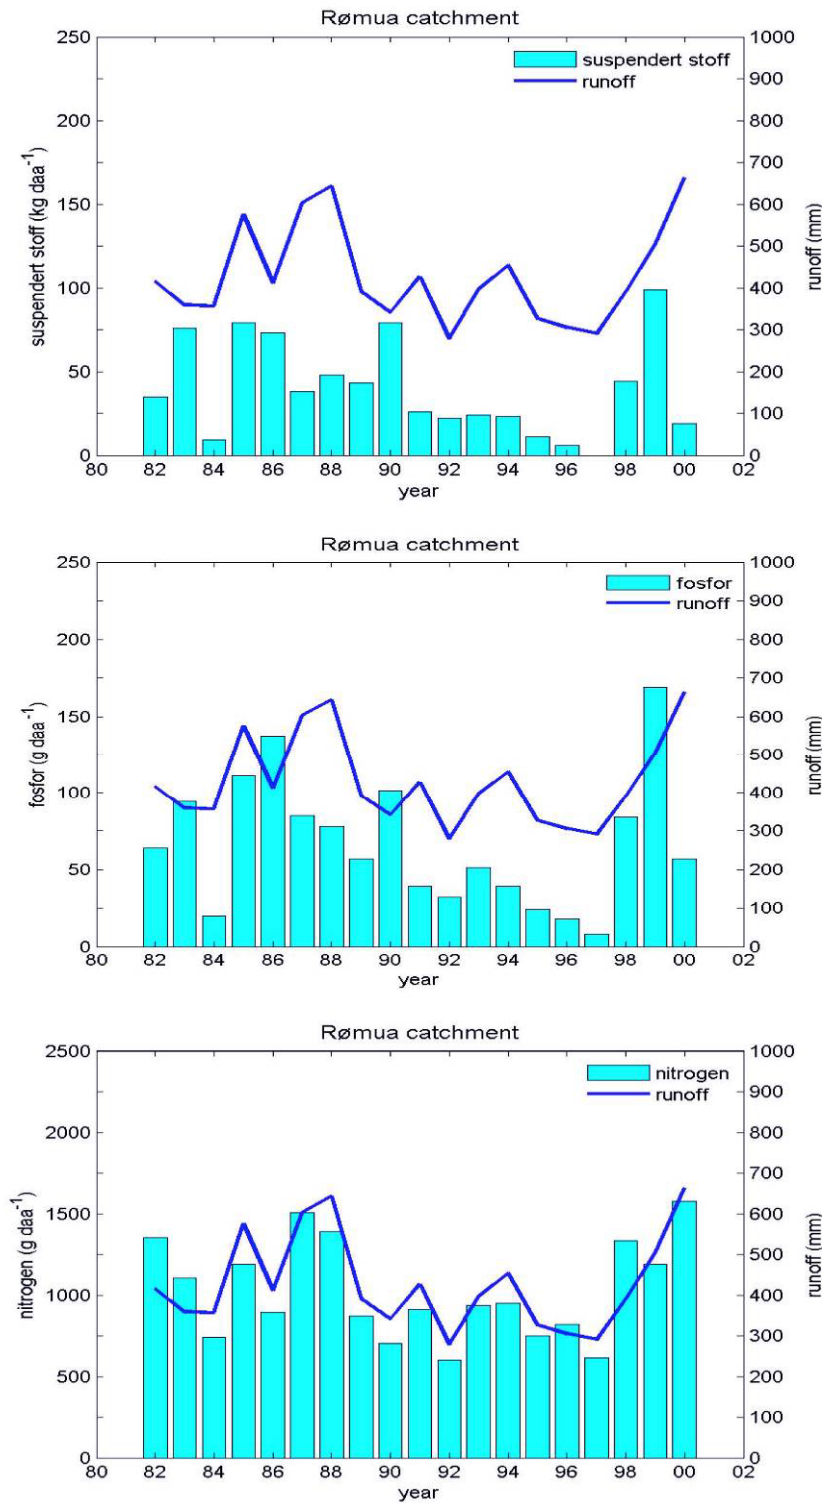 Rømua catchment
250
200
150
100
50
0
suspendert stoff (kg daa⁻¹)
suspendert stoff
runoff
1000
900
800
700
600
500
400
300
200
100
0
runoff (mm)
80 82 84 86 88 90 92 94 96 98 00 02
year
Rømua catchment
250
200
150
100
50
0
fosfor (g daa⁻¹)
fosfor
runoff
1000
900
800
700
600
500
400
300
200
100
0
runoff (mm)
80 82 84 86 88 90 92 94 96 98 00 02
year
Rømua catchment
2500
2000
1500
1000
500
0
nitrogen (g daa⁻¹)
nitrogen
runoff
1000
900
800
700
600
500
400
300
200
100
0
runoff (mm)
80 82 84 86 88 90 92 94 96 98 00 02
year